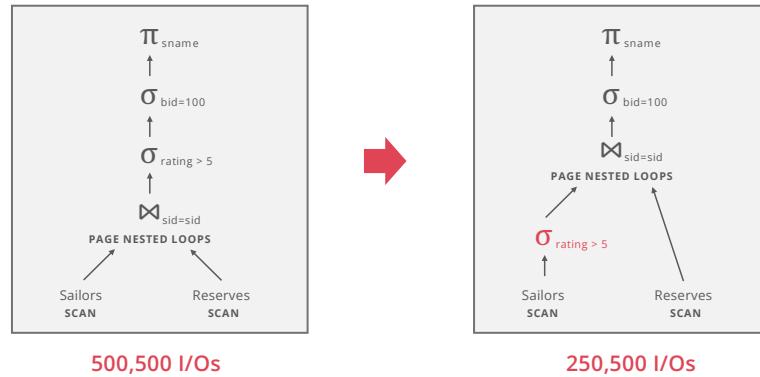 π sname
σ bid=100
σ rating > 5
⋈ sid=sid
PAGE NESTED LOOPS
Sailors
SCAN
Reserves
SCAN
500,500 I/Os
π sname
σ bid=100
⋈ sid=sid
PAGE NESTED LOOPS
σ rating > 5
Sailors
SCAN
Reserves
SCAN
250,500 I/Os